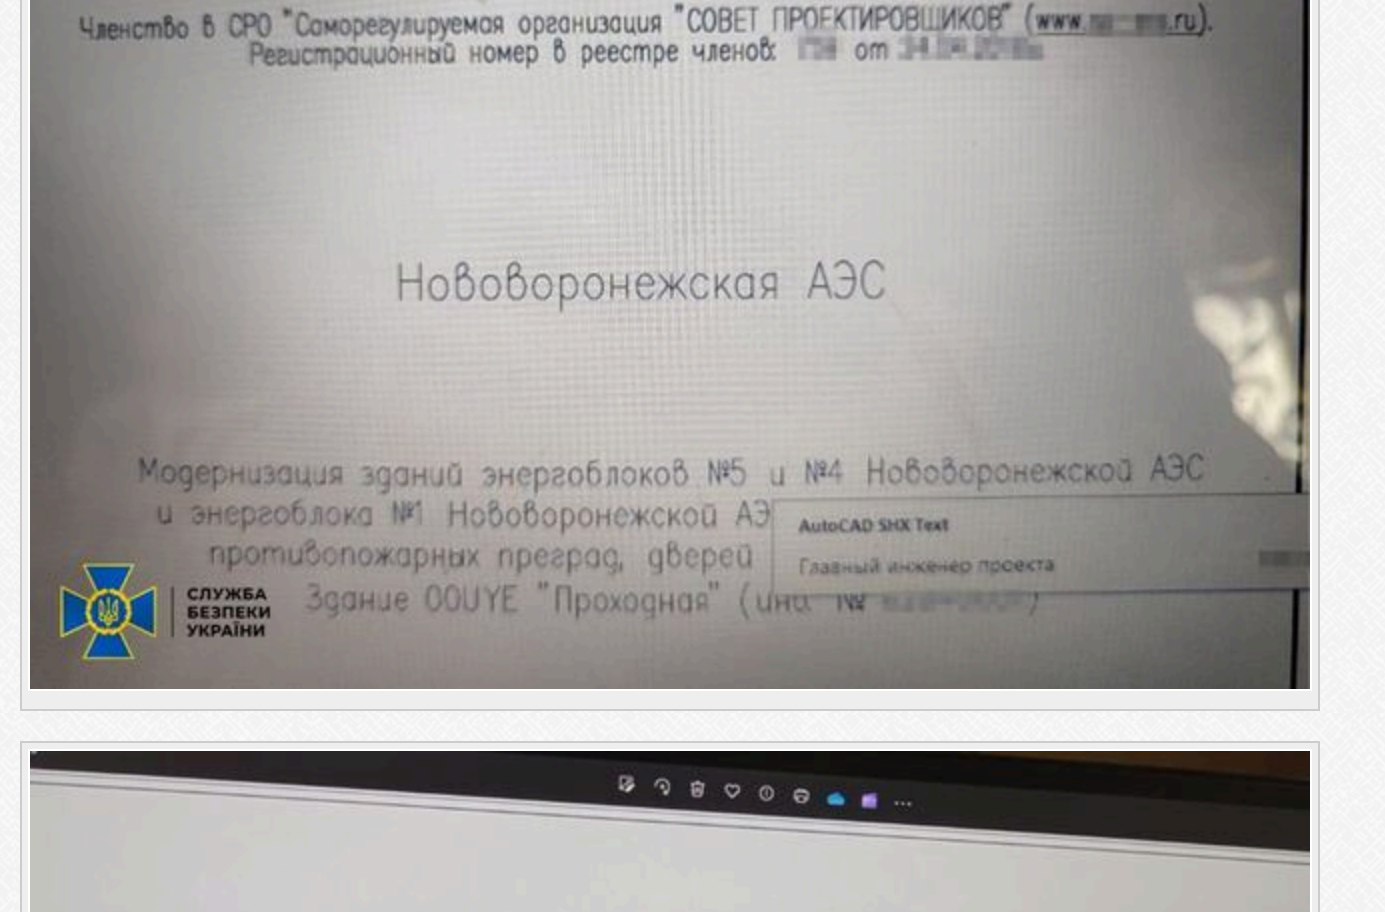 Членство в СРО "Саморегулируемая организация "СОВЕТ ПРОЕКТИРОВЩИКОВ" (www. .ru).
Регистрационный номер в реестре членов: от
Нововоронежская АЭС
Модернизация зданий энергоблоков №5 и №4 Нововоронежской АЭС
и энергоблока №1 Нововоронежской АЭ
противопожарных преград, дверей
Здание 00UYE "Проходная" (инв. №
AutoCAD SHX Text
Главный инженер проекта
СЛУЖБА
БЕЗПЕКИ
УКРАЇНИ